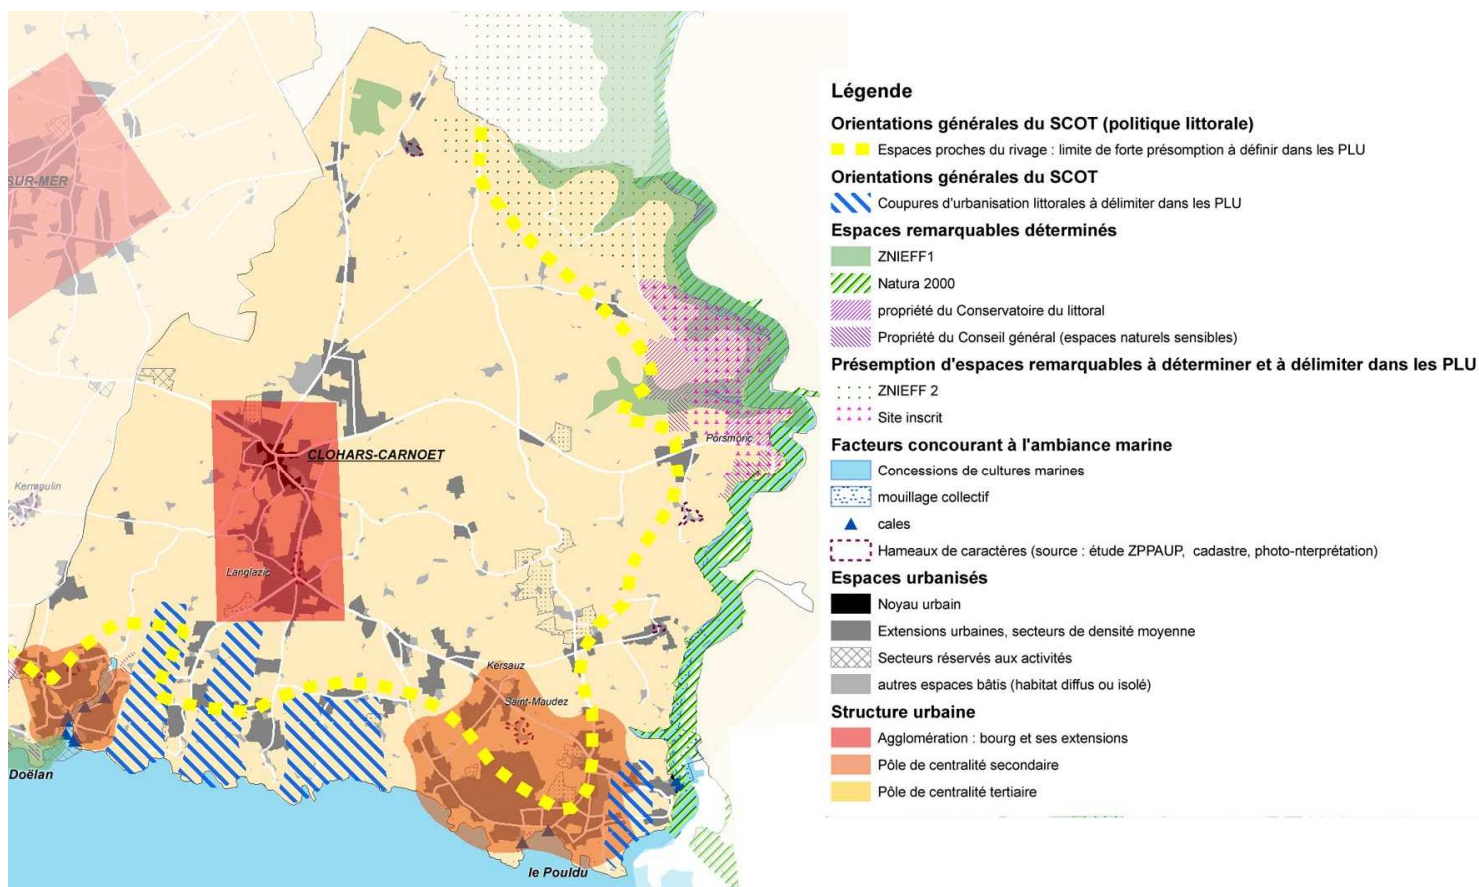 SUR-MER
CLOHARS-CARNOET
Porsmoric
Kermoulin
Langlazic
Kersauz
Saint-Maudez
Doëlan
le Pouldu
Légende
Orientations générales du SCOT (politique littorale)
Espaces proches du rivage : limite de forte présomption à définir dans les PLU
Orientations générales du SCOT
Coupures d'urbanisation littorales à délimiter dans les PLU
Espaces remarquables déterminés
ZNIEFF1
Natura 2000
propriété du Conservatoire du littoral
Propriété du Conseil général (espaces naturels sensibles)
Présemption d'espaces remarquables à déterminer et à délimiter dans les PLU
ZNIEFF 2
Site inscrit
Facteurs concourant à l'ambiance marine
Concessions de cultures marines
mouillage collectif
cales
Hameaux de caractères (source : étude ZPPAUP, cadastre, photo-nterprétation)
Espaces urbanisés
Noyau urbain
Extensions urbaines, secteurs de densité moyenne
Secteurs réservés aux activités
autres espaces bâtis (habitat diffus ou isolé)
Structure urbaine
Agglomération : bourg et ses extensions
Pôle de centralité secondaire
Pôle de centralité tertiaire